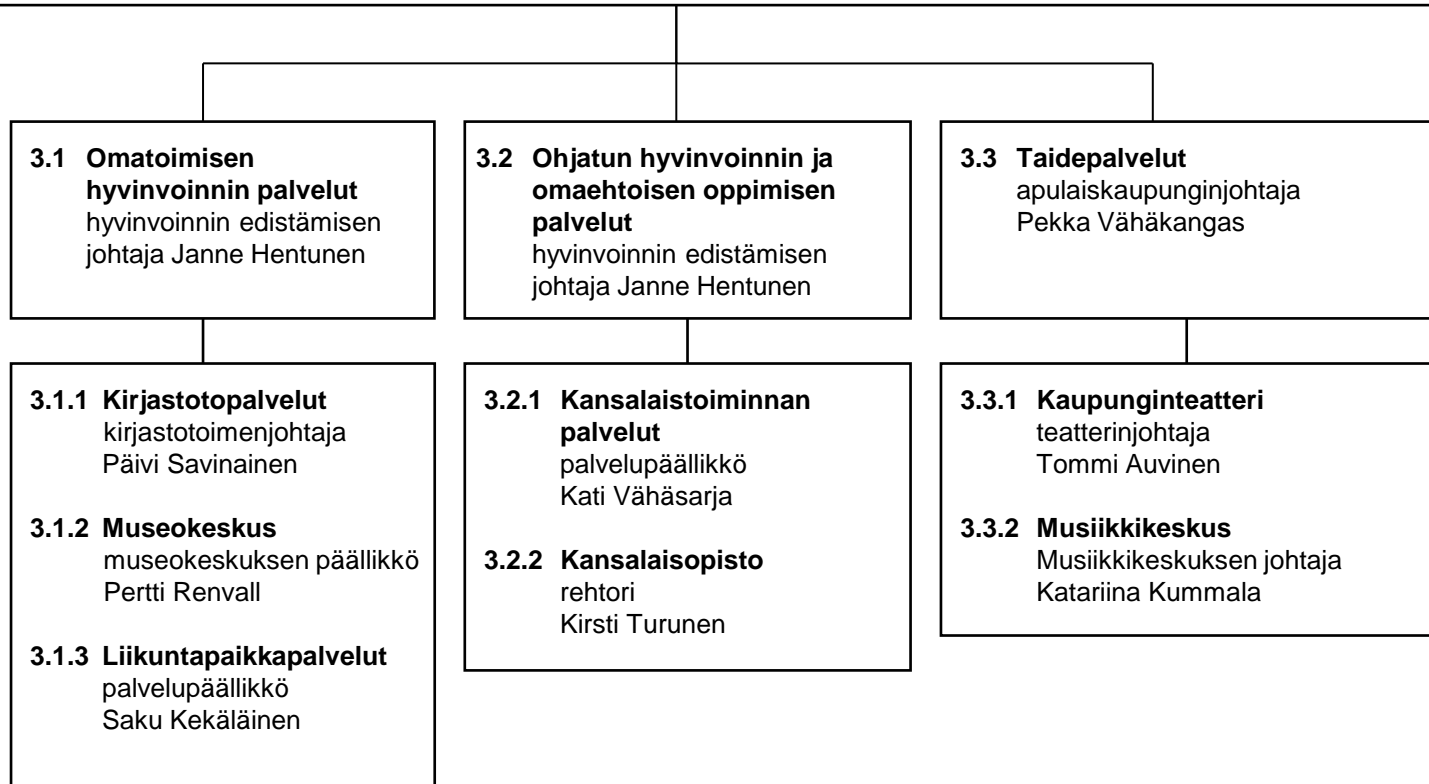 3.1 Omatoimisen
hyvinvoinnin palvelut
hyvinvoinnin edistämisen
johtaja Janne Hentunen
3.2 Ohjatun hyvinvoinnin ja
omaehtoisen oppimisen
palvelut
hyvinvoinnin edistämisen
johtaja Janne Hentunen
3.3 Taidepalvelut
apulaiskaupunginjohtaja
Pekka Vähäkangas
3.1.1 Kirjastotopalvelut
kirjastotoimenjohtaja
Päivi Savinainen
3.1.2 Museokeskus
museokeskuksen päällikkö
Pertti Renvall
3.1.3 Liikuntapaikkapalvelut
palvelupäällikkö
Saku Kekäläinen
3.2.1 Kansalaistoiminnan
palvelut
palvelupäällikkö
Kati Vähäsarja
3.2.2 Kansalaisopisto
rehtori
Kirsti Turunen
3.3.1 Kaupunginteatteri
teatterinjohtaja
Tommi Auvinen
3.3.2 Musiikkikeskus
Musiikkikeskuksen johtaja
Katariina Kummala